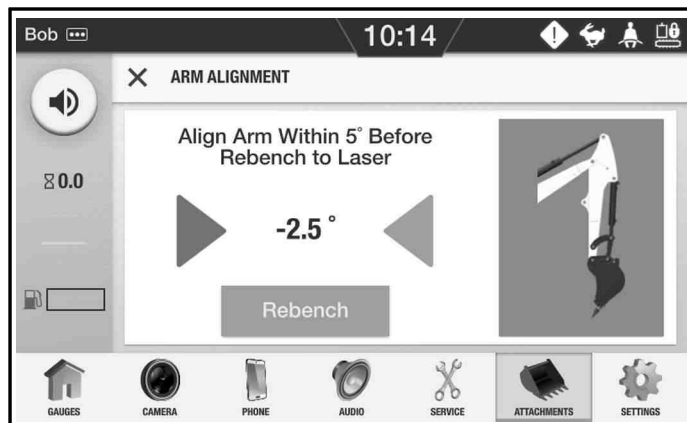 Bob
10:14
ARM ALIGNMENT
Align Arm Within 5° Before
Rebench to Laser
0.0
-2.5 °
Rebench
GAUGES
CAMERA
PHONE
AUDIO
SERVICE
ATTACHMENTS
SETTINGS